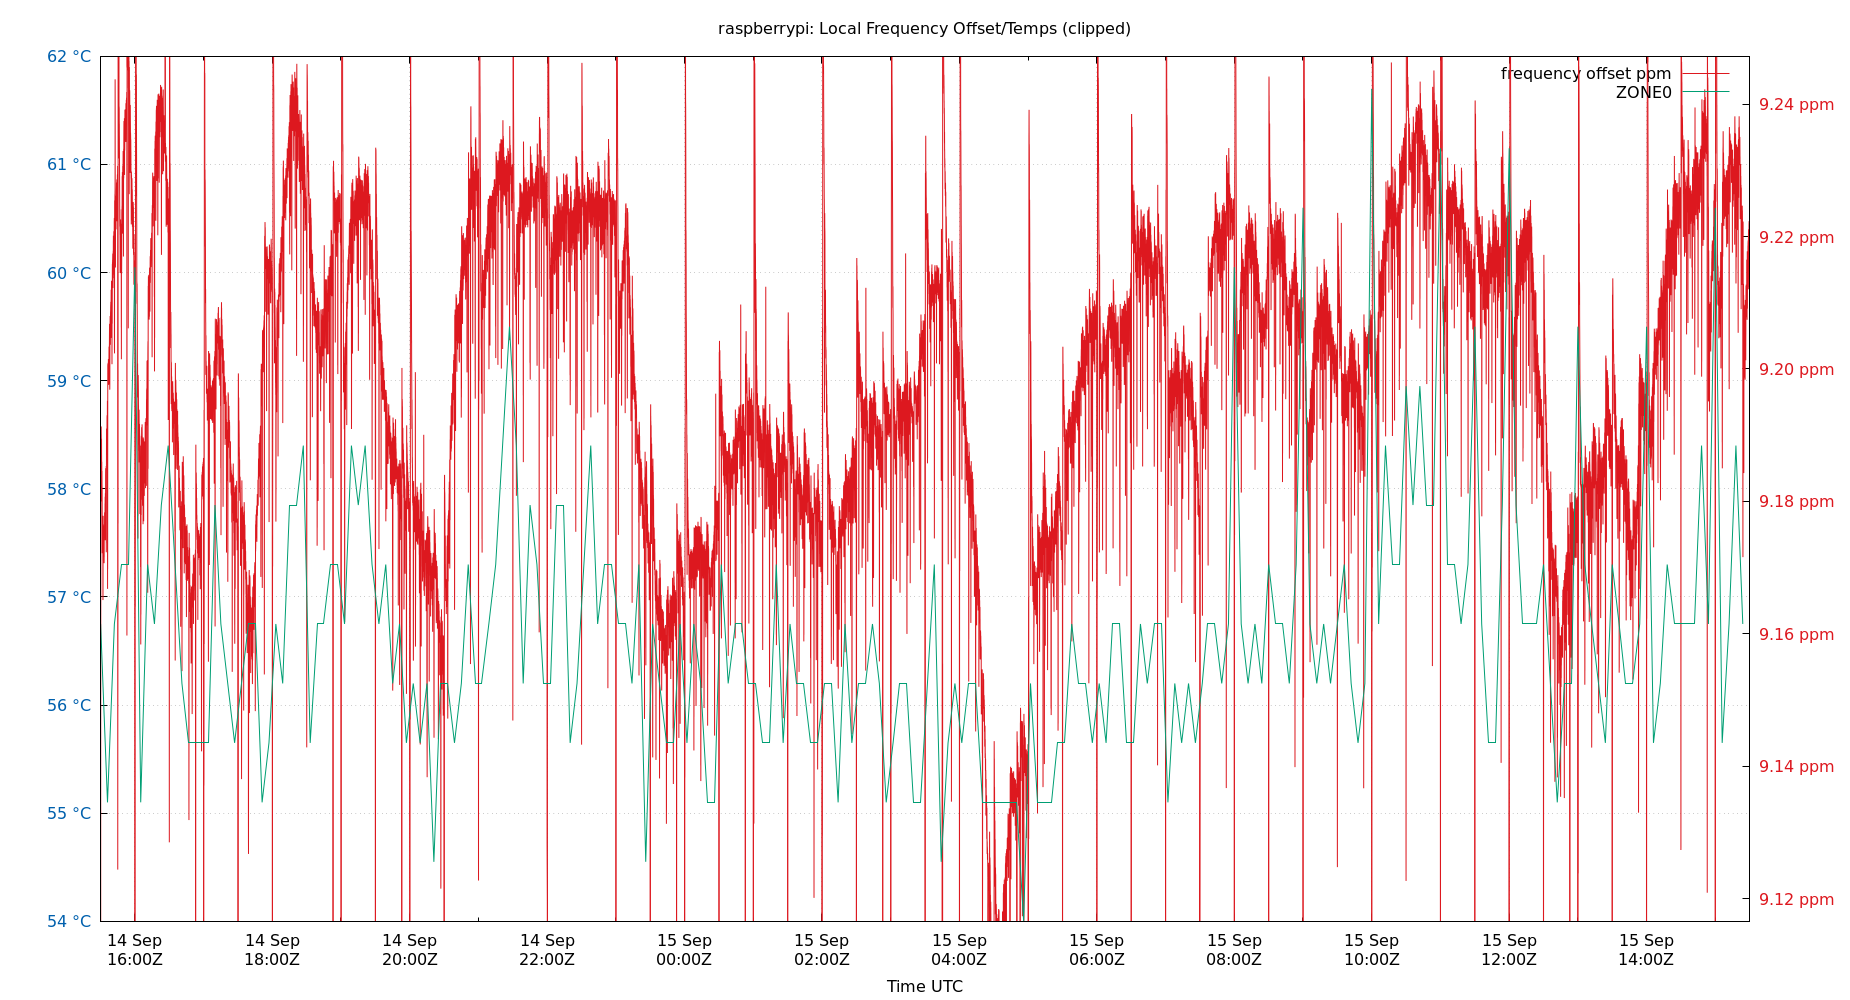 raspberrypi: Local Frequency Offset/Temps (clipped)
62 °C
61 °C
60 °C
59 °C
58 °C
57 °C
56 °C
55 °C
54 °C
frequency offset ppm
ZONE0
9.24 ppm
9.22 ppm
9.20 ppm
9.18 ppm
9.16 ppm
9.14 ppm
9.12 ppm
14 Sep 14 Sep 14 Sep 14 Sep 15 Sep 15 Sep 15 Sep 15 Sep 15 Sep 15 Sep 15 Sep 15 Sep
16:00Z 18:00Z 20:00Z 22:00Z 00:00Z 02:00Z 04:00Z 06:00Z 08:00Z 10:00Z 12:00Z 14:00Z
Time UTC